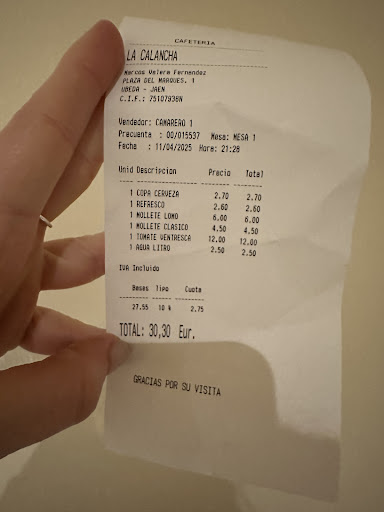 CAFETERIA
LA CALANCHA
Marcos Valera Fernandez
PLAZA DEL MARQUES, 1
UBEDA - JAEN
C.I.F.: 75107936N
Vendedor: CAMARERO 1
Precuenta : 00/015537 Mesa: MESA 1
Fecha : 11/04/2025 Hora: 21:28
Unid Descripcion Precio Total
1 COPA CERVEZA 2.70 2.70
1 REFRESCO 2.60 2.60
1 MOLLETE LOMO 6.00 6.00
1 MOLLETE CLASICO 4.50 4.50
1 TOMATE VENTRESCA 12.00 12.00
1 AGUA LITRO 2.50 2.50
IVA Incluido
Bases Tipo Cuota
27.55 10 % 2.75
TOTAL: 30,30 Eur.
GRACIAS POR SU VISITA